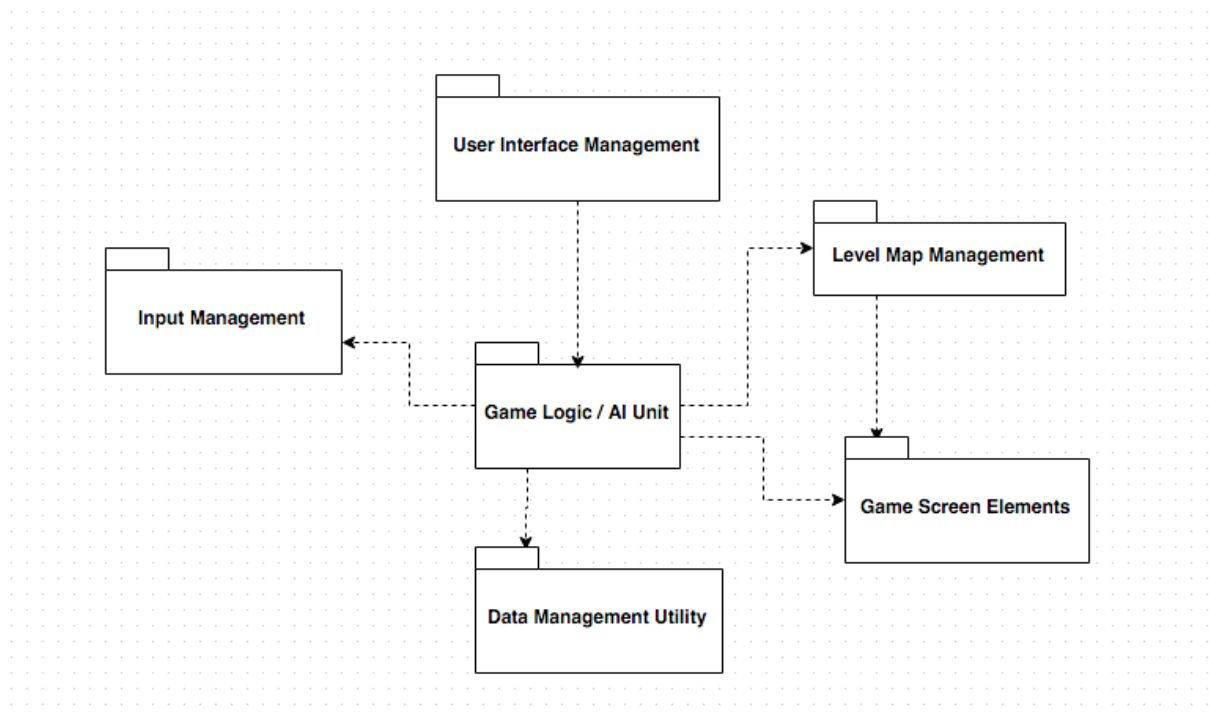 User Interface Management
Level Map Management
Input Management
Game Logic / AI Unit
Game Screen Elements
Data Management Utility